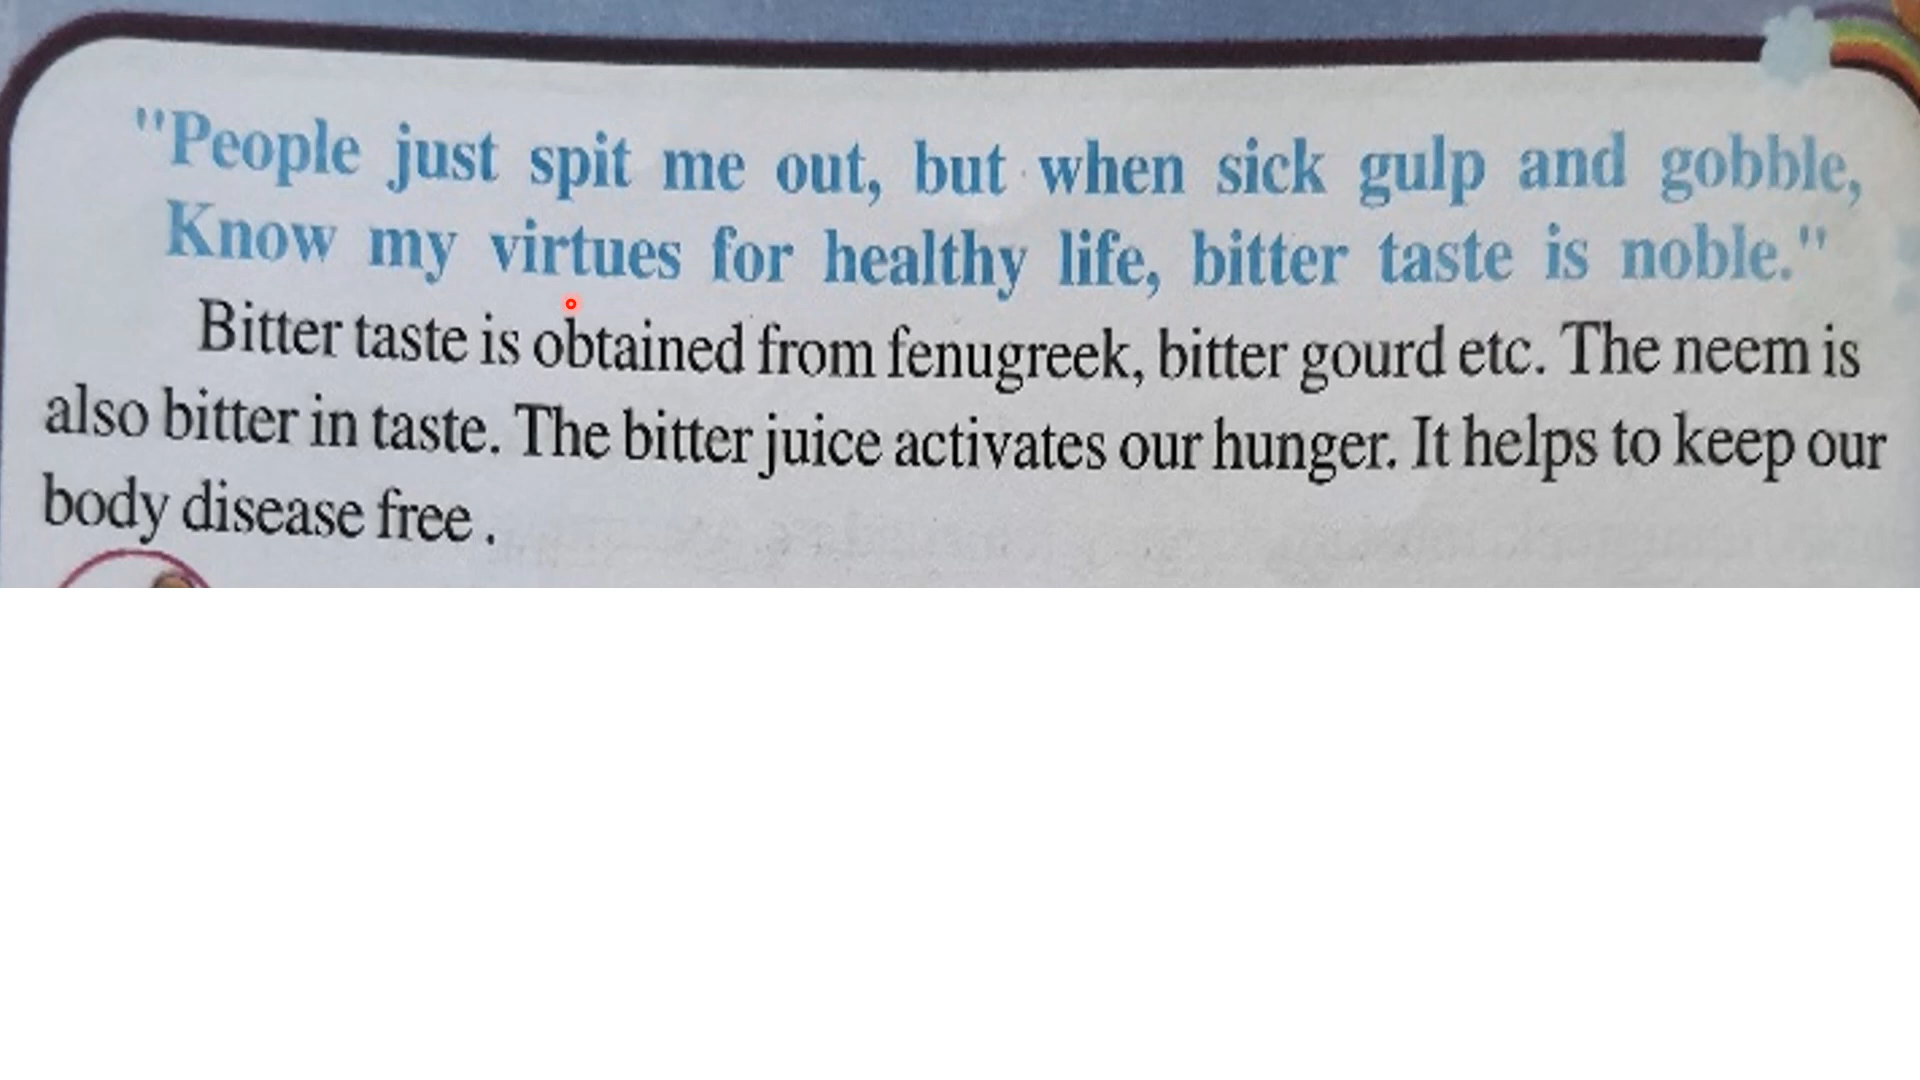 "People just spit me out, but when sick gulp and gobble,
Know my virtues for healthy life, bitter taste is noble."
Bitter taste is obtained from fenugreek, bitter gourd etc. The neem is
also bitter in taste. The bitter juice activates our hunger. It helps to keep our
body disease free .